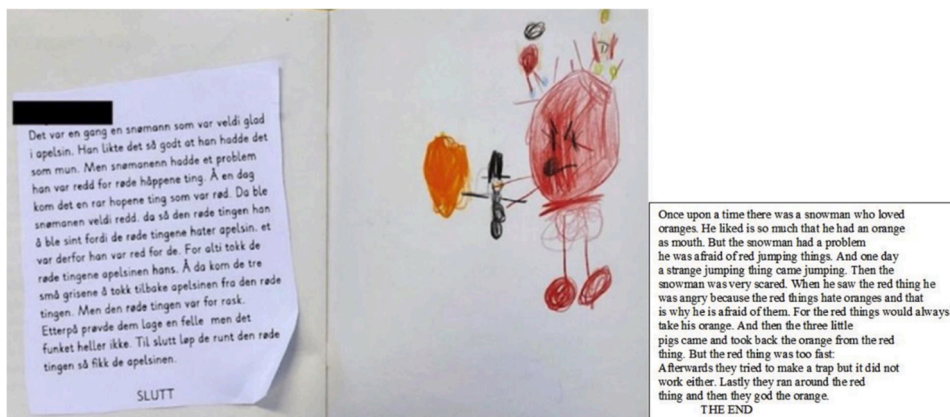 Det var en gang en snømann som var veldi glad
i apelsin. Han likte det så godt at han hadde det
som mun. Men snømanenn hadde et problem
han var redd for røde håppene ting. Å en dag
kom det en rar hopene ting som var rød. Da ble
snømanen veldi redd. da så den røde tingen han
å ble sint fordi de røde tingene hater apelsin. et
var derfor han var red for de. For alti tokk de
røde tingene apelsinen hans. Å da kom de tre
små grisene å tokk tilbake apelsinen fra den røde
tingen. Men den røde tingen var for rask.
Etterpå prøvde dem lage en felle men det
funket heller ikke. Til slutt løp de runt den røde
tingen så fikk de apelsinen.
SLUTT
Once upon a time there was a snowman who loved
oranges. He liked is so much that he had an orange
as mouth. But the snowman had a problem
he was afraid of red jumping things. And one day
a strange jumping thing came jumping. Then the
snowman was very scared. When he saw the red thing he
was angry because the red things hate oranges and that
is why he is afraid of them. For the red things would always
take his orange. And then the three little
pigs came and took back the orange from the red
thing. But the red thing was too fast:
Afterwards they tried to make a trap but it did not
work either. Lastly they ran around the red
thing and then they god the orange.
THE END